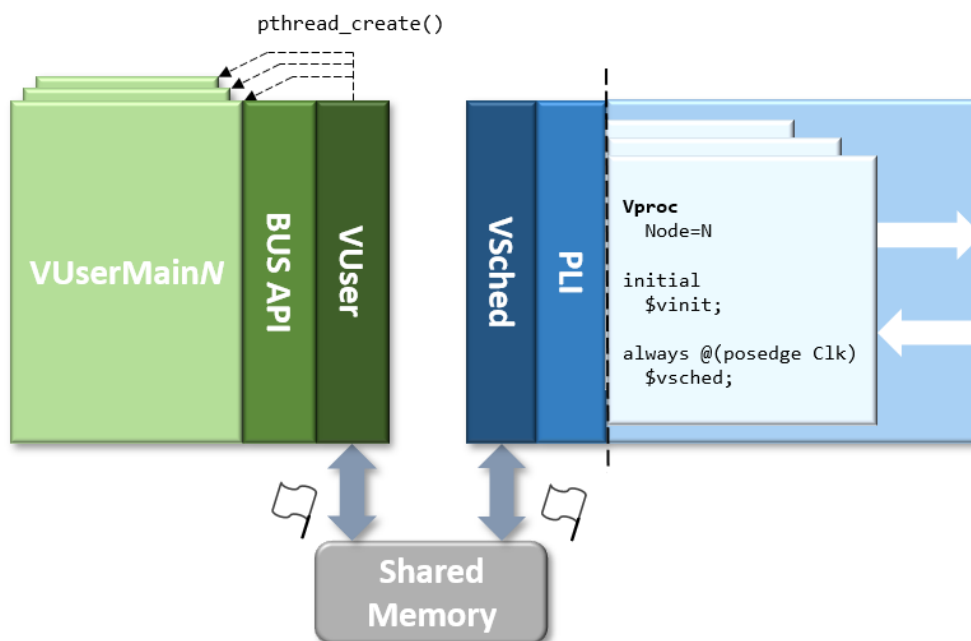 pthread_create()
VUserMainN
BUS API
VUser
VSched
PLI
Vproc
Node=N
initial
$vinit;
always @(posedge Clk)
$vsched;
Shared
Memory